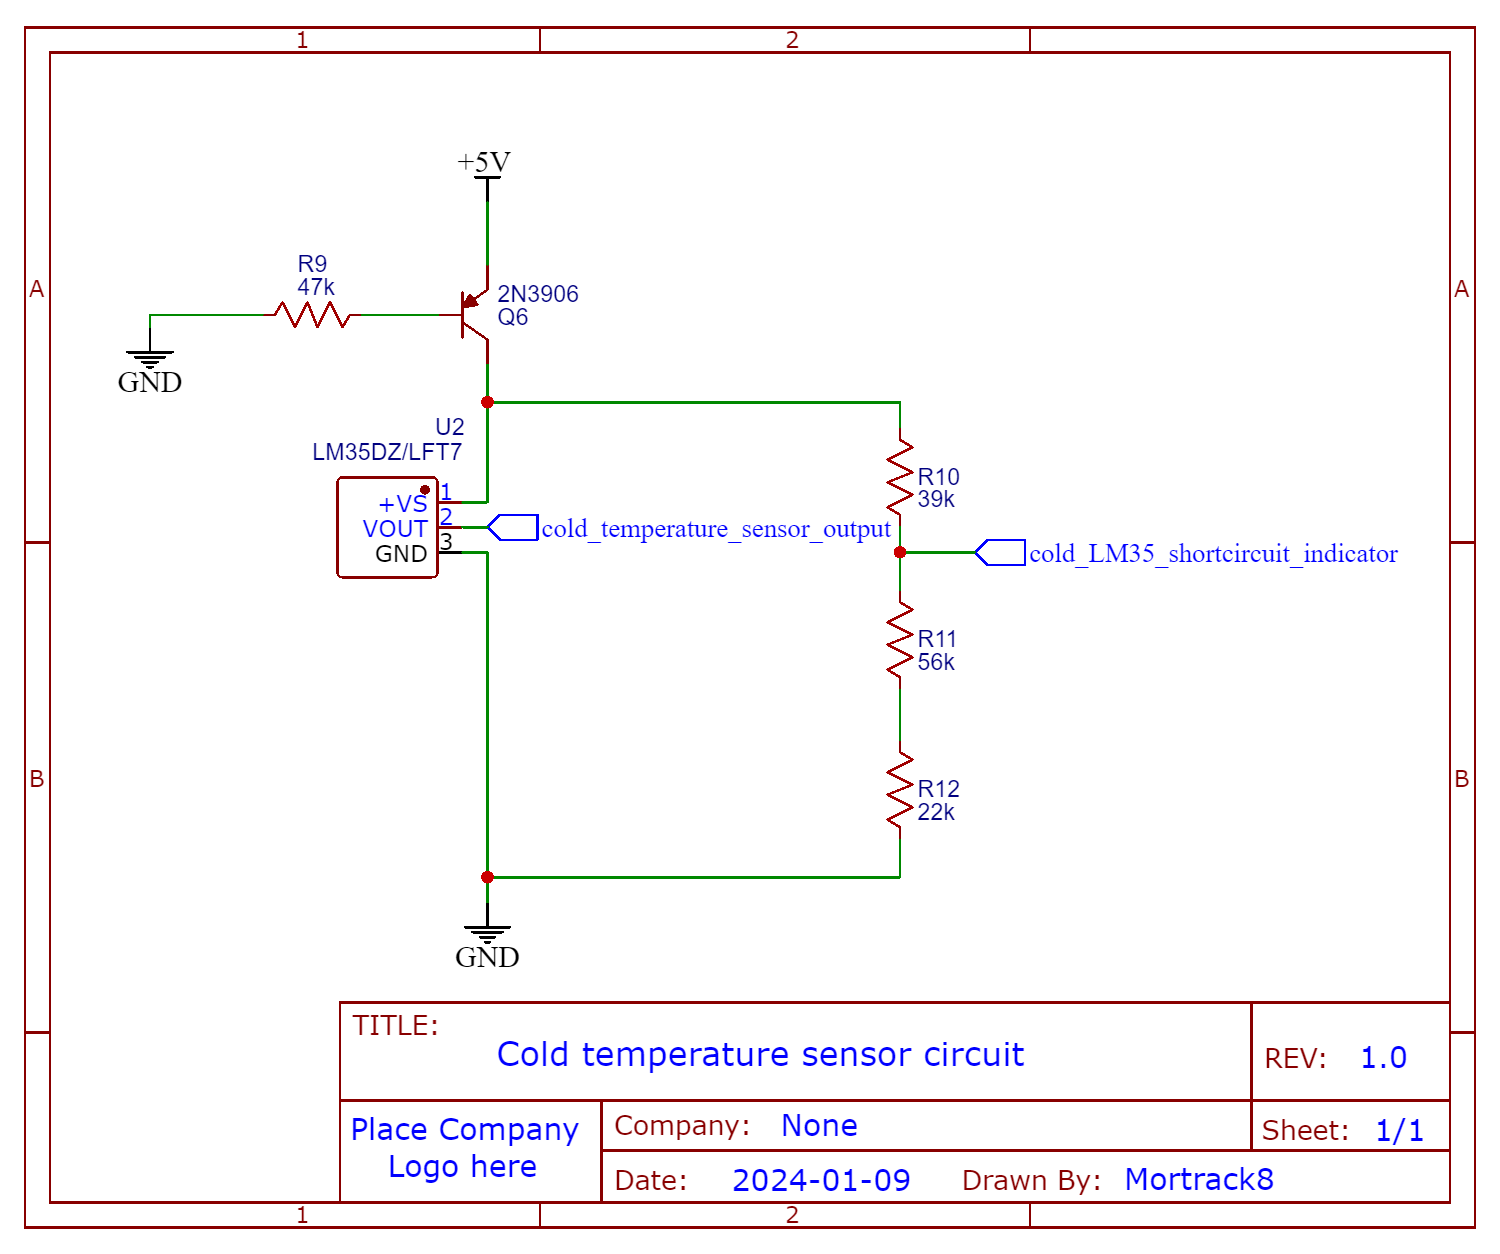 1
2
A
A
+5V
R9
47k
2N3906
Q6
GND
U2
LM35DZ/LFT7
+VS
1
VOUT
2
GND
3
cold_temperature_sensor_output
R10
39k
cold_LM35_shortcircuit_indicator
R11
56k
B
B
R12
22k
GND
TITLE:
Cold temperature sensor circuit
REV: 1.0
Place Company
Logo here
Company: None
Sheet: 1/1
Date: 2024-01-09
Drawn By: Mortrack8
1
2